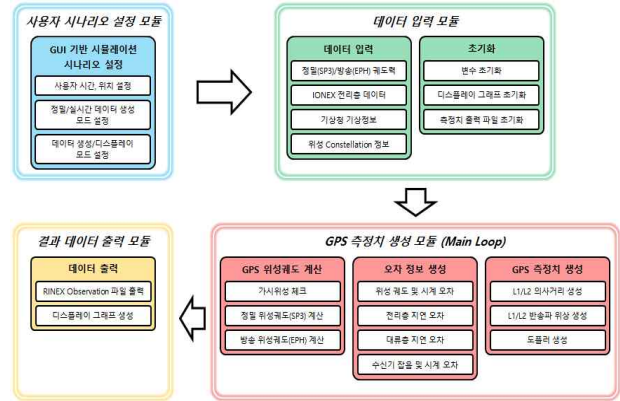 사용자 시나리오 설정 모듈
GUI 기반 시뮬레이션
시나리오 설정
사용자 시간, 위치 설정
정밀/실시간 데이터 생성
모드 설정
데이터 생성/디스플레이
모드 설정
데이터 입력 모듈
데이터 입력
정밀(SP3)/방송(EPH) 궤도력
IONEX 전리층 데이터
기상청 기상정보
위성 Constellation 정보
초기화
변수 초기화
디스플레이 그래프 초기화
측정치 출력 파일 초기화
결과 데이터 출력 모듈
데이터 출력
RINEX Observation 파일 출력
디스플레이 그래프 생성
GPS 측정치 생성 모듈 (Main Loop)
GPS 위성궤도 계산
가시위성 체크
정밀 위성궤도(SP3) 계산
방송 위성궤도(EPH) 계산
오차 정보 생성
위성 궤도 및 시계 오차
전리층 지연 오차
대류층 지연 오차
수신기 잡음 및 시계 오차
GPS 측정치 생성
L1/L2 의사거리 생성
L1/L2 반송파 위상 생성
도플러 생성